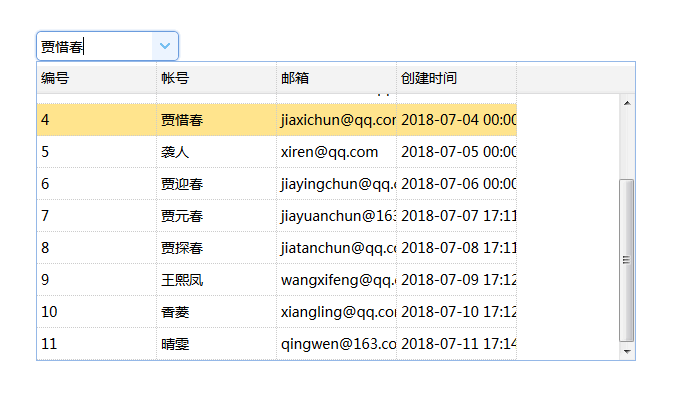 贾惜春
编号 帐号 邮箱 创建时间
4 贾惜春 jiaxichun@qq.com 2018-07-04 00:00
5 袭人 xiren@qq.com 2018-07-05 00:00
6 贾迎春 jiayingchun@qq.c 2018-07-06 00:00
7 贾元春 jiayuanchun@163 2018-07-07 17:11
8 贾探春 jiatanchun@qq.co 2018-07-08 17:11
9 王熙凤 wangxifeng@qq.c 2018-07-09 17:12
10 香菱 xiangling@qq.com 2018-07-10 17:12
11 晴雯 qingwen@163.co 2018-07-11 17:14